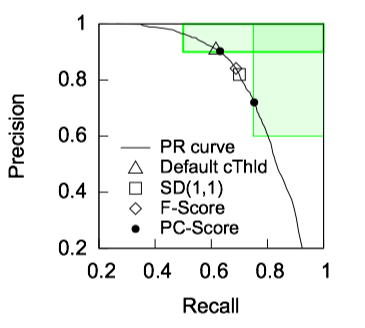 1
0.8
0.6
0.4
0.2
0.2 0.4 0.6 0.8 1
Precision
Recall
PR curve
Default cThld
SD(1,1)
F-Score
PC-Score